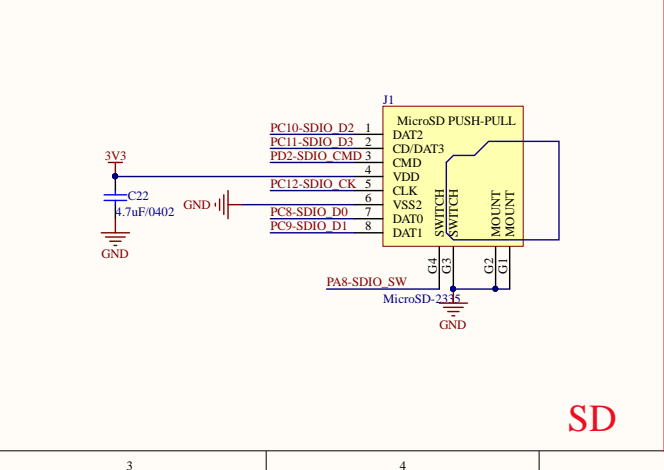 J1
MicroSD PUSH-PULL
PC10-SDIO_D2 1 DAT2
PC11-SDIO_D3 2 CD/DAT3
PD2-SDIO_CMD 3 CMD
3V3 4 VDD
PC12-SDIO_CK 5 CLK
C22
GND 6 VSS2
4.7uF/0402
PC8-SDIO_D0 7 DAT0
PC9-SDIO_D1 8 DAT1
SWITCH
SWITCH
MOUNT
MOUNT
GND
G4
G3
G2
G1
PA8-SDIO_SW
MicroSD-2335
GND
SD
3
4